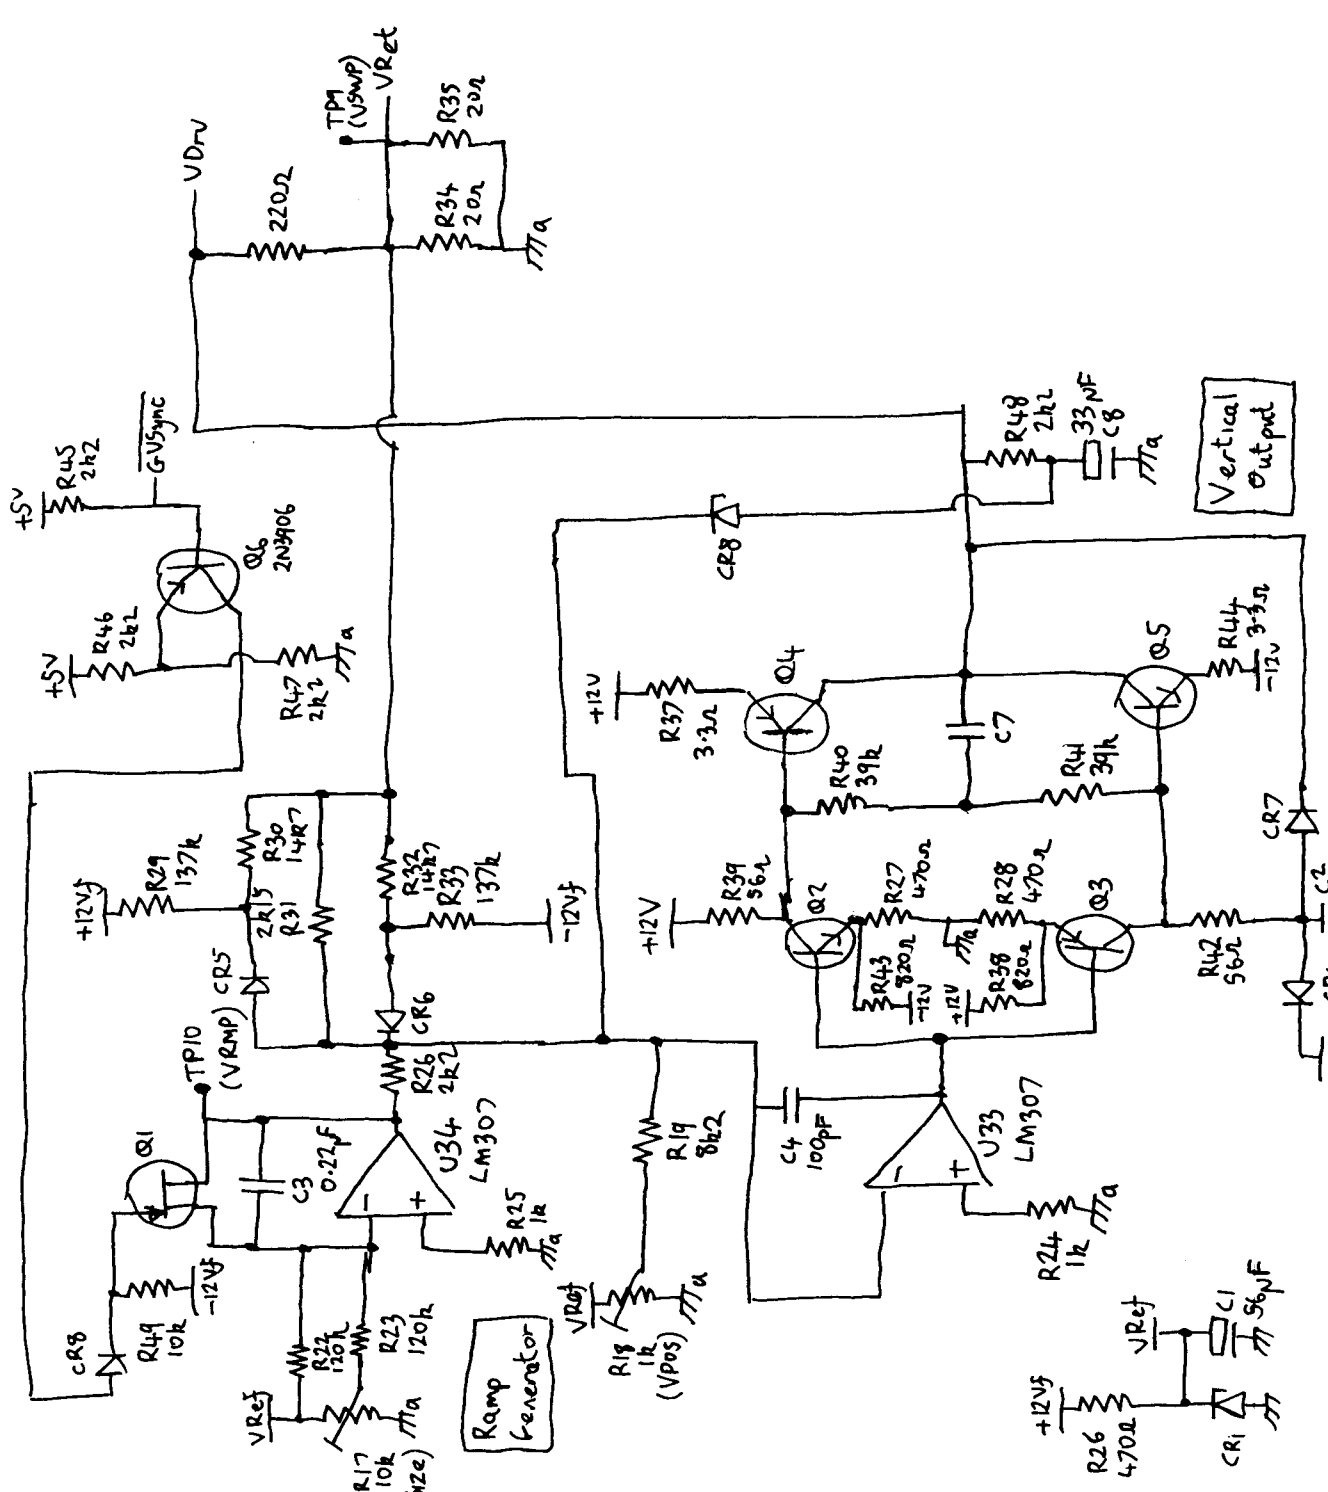 VDrv
220Ω
TP9
(VSWP)
VRet
R35
20Ω
R34
20Ω
a
+5V
R45
2k2
GVSync
Q6
2N3906
+5V
R46
2k2
R47
2k2
a
+12Vf
R29
137k
R30
14k7
2k15
R31
R32
14k7
R33
137k
-12Vf
CR5
CR6
TP10
(VRMP)
R26
2k2
Q1
C3
0.22μF
U34
LM307
-
+
R25
1k
a
CR8
R49
10k
-12Vf
R22
120k
R23
120k
VRef
R17
10k
a
Ramp
Generator
VRef
R18
1k
(VPOS)
a
R19
8k2
C4
100pF
U33
LM307
-
+
R24
1k
a
CR8
R48
2k2
33μF
C8
a
Vertical
Output
+12V
R37
3.3Ω
Q4
Q5
R44
3.3Ω
-12V
C7
R40
39k
R41
39k
+12V
R39
56Ω
Q2
R27
470Ω
R28
470Ω
a
Q3
R43
820Ω
-12V
+12V
R38
820Ω
R42
56Ω
CR7
C2
VRef
C1
56μF
+12Vf
R26
470Ω
CR1